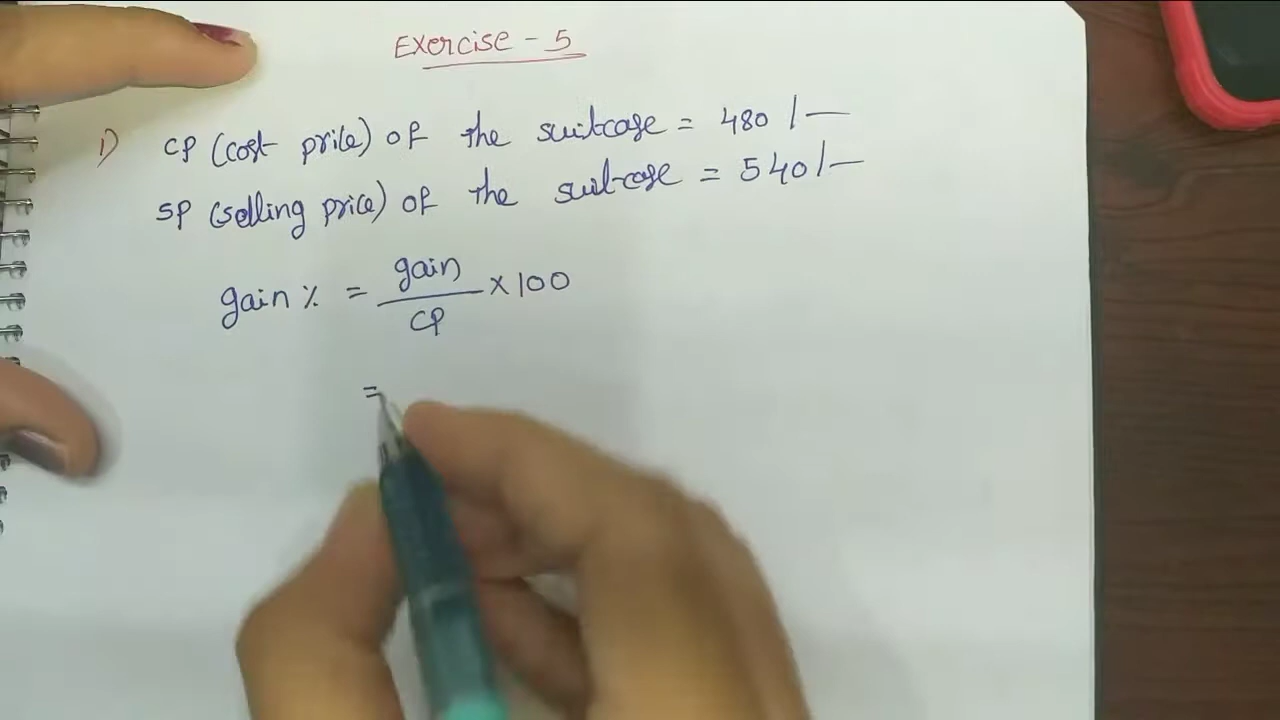 Exercise - 5
1) CP (cost price) of the suitcase = 480/—
SP (selling price) of the suitcase = 540/—
gain % = gain/CP × 100
=